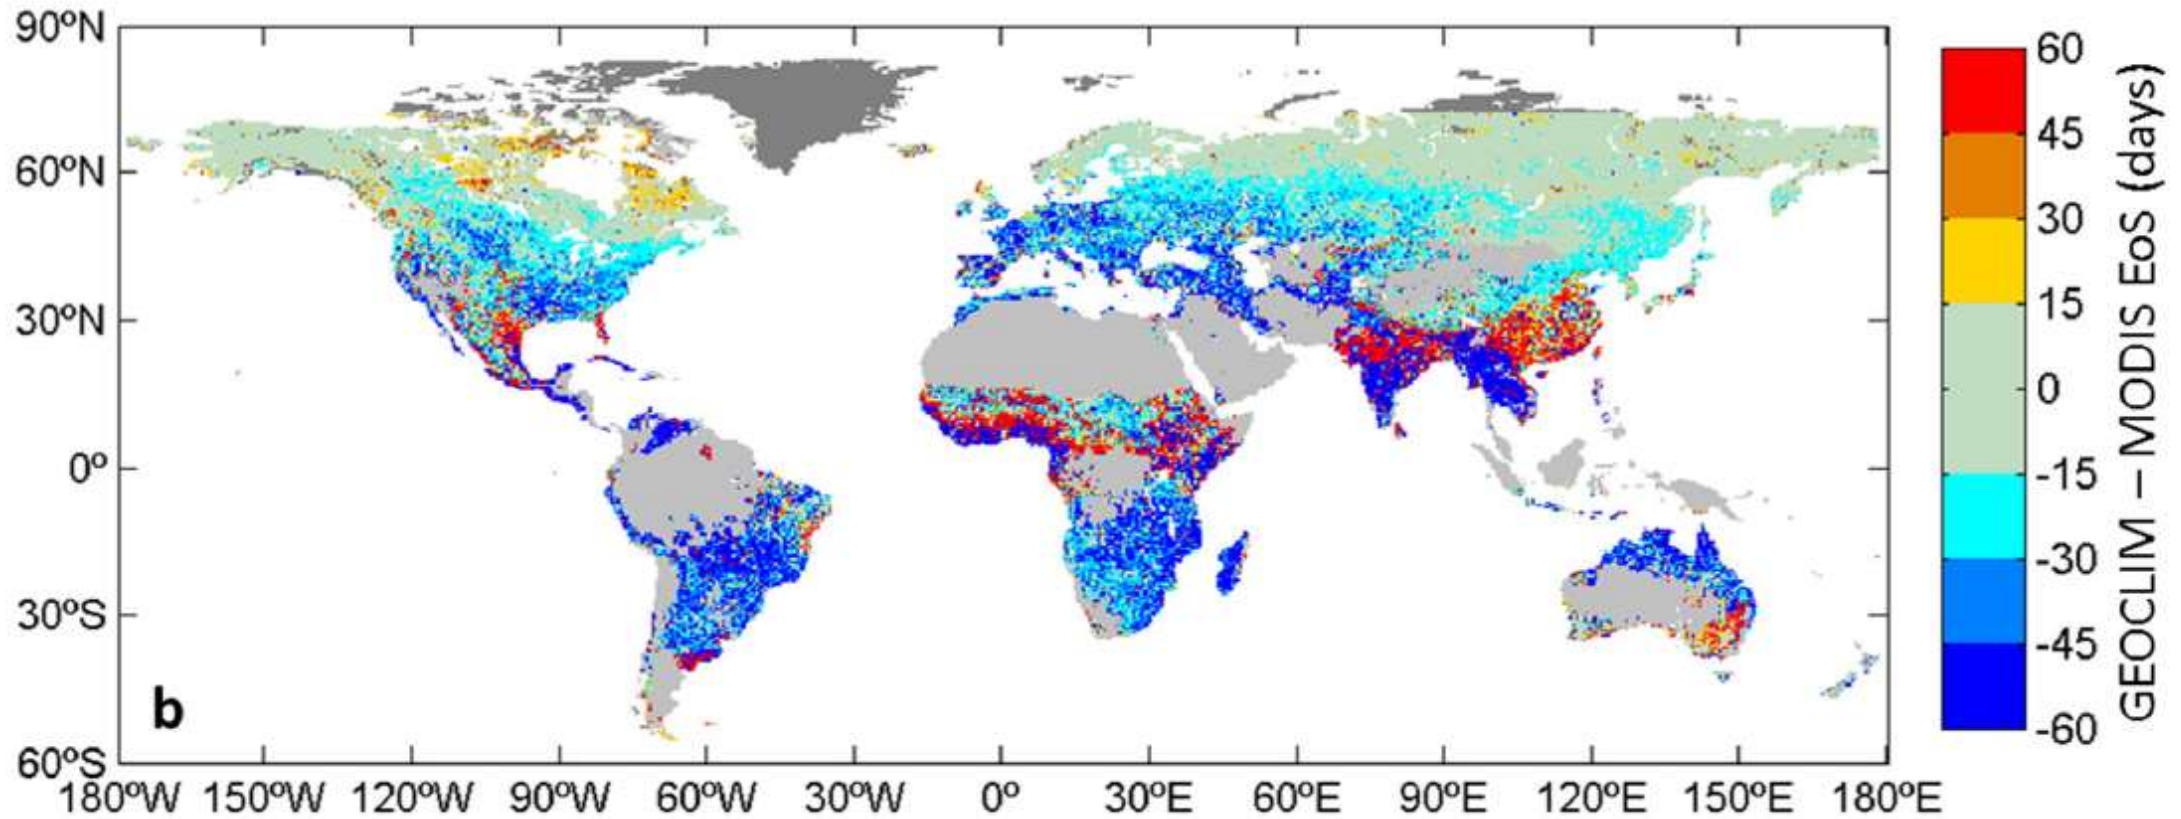 90ºN
60ºN
30ºN
0º
30ºS
60ºS
180ºW 150ºW 120ºW 90ºW 60ºW 30ºW 0º 30ºE 60ºE 90ºE 120ºE 150ºE 180ºE
b
60
45
30
15
0
-15
-30
-45
-60
GEOCLIM – MODIS EoS (days)